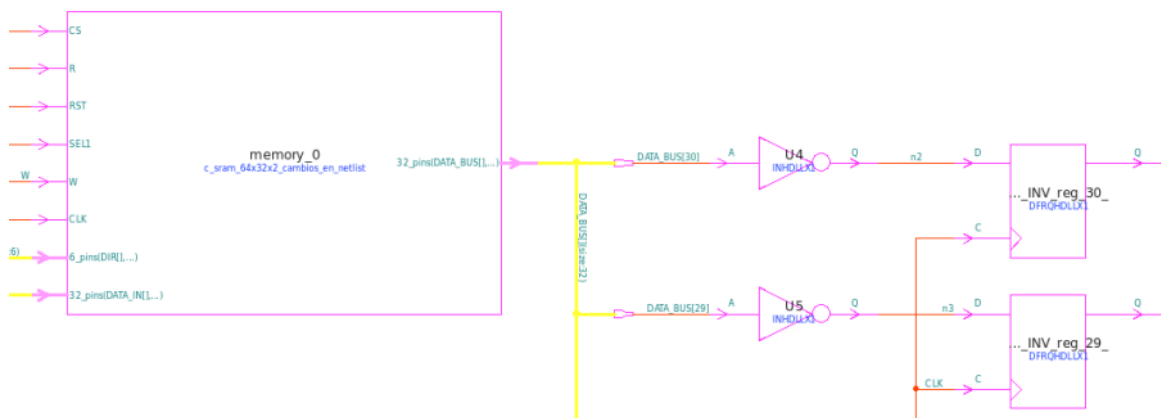 CS
R
RST
SEL1
W
W
CLK
:6)
6_pins(DIR[],...)
32_pins(DATA_IN[],...)
memory_0
c_sram_64x32x2_cambios_en_netlist
32_pins(DATA_BUS[],...)
DATA_BUS[](size:32)
DATA_BUS[30]
A
U4
INHDLLX1
Q
n2
D
..._INV_reg_30_
DFRQHDLLX1
C
Q
DATA_BUS[29]
A
U5
INHDLLX1
Q
n3
D
..._INV_reg_29_
DFRQHDLLX1
CLK
C
Q